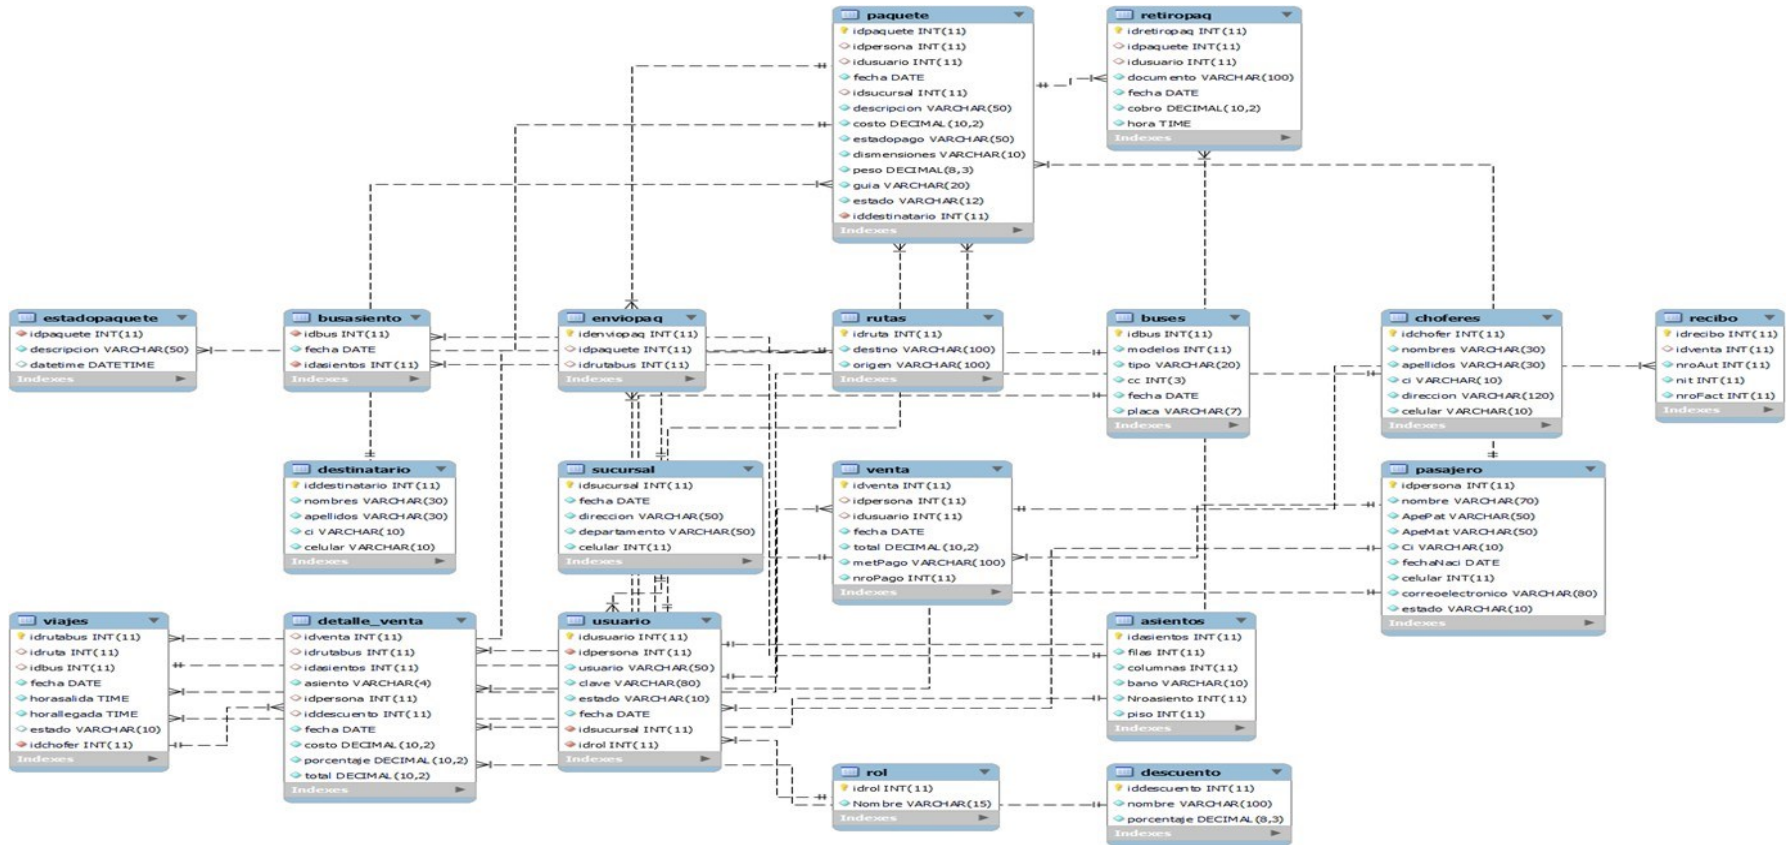 paquete
idpaquete INT(11)
idpersona INT(11)
idusuario INT(11)
fecha DATE
idsucursal INT(11)
descripcion VARCHAR(50)
costo DECIMAL(10,2)
estadopago VARCHAR(50)
dismensiones VARCHAR(10)
peso DECIMAL(8,3)
guia VARCHAR(20)
estado VARCHAR(12)
iddestinatario INT(11)
Indexes
retiropaq
idretiropaq INT(11)
idpaquete INT(11)
idusuario INT(11)
documento VARCHAR(100)
fecha DATE
cobro DECIMAL(10,2)
hora TIME
Indexes
estadopaquete
idpaquete INT(11)
descripcion VARCHAR(50)
datetime DATETIME
Indexes
busasiento
idbus INT(11)
fecha DATE
idasientos INT(11)
Indexes
enviopaq
idenviopaq INT(11)
idpaquete INT(11)
idrutabus INT(11)
Indexes
rutas
idruta INT(11)
destino VARCHAR(100)
origen VARCHAR(100)
Indexes
buses
idbus INT(11)
modelos INT(11)
tipo VARCHAR(20)
cc INT(3)
fecha DATE
placa VARCHAR(7)
Indexes
choferes
idchofer INT(11)
nombres VARCHAR(30)
apellidos VARCHAR(30)
ci VARCHAR(10)
direccion VARCHAR(120)
celular VARCHAR(10)
Indexes
recibo
idrecibo INT(11)
idventa INT(11)
nroAut INT(11)
nit INT(11)
nroFact INT(11)
Indexes
destinatario
iddestinatario INT(11)
nombres VARCHAR(30)
apellidos VARCHAR(30)
ci VARCHAR(10)
celular VARCHAR(10)
Indexes
sucursal
idsucursal INT(11)
fecha DATE
direccion VARCHAR(50)
departamento VARCHAR(50)
celular INT(11)
Indexes
venta
idventa INT(11)
idpersona INT(11)
idusuario INT(11)
fecha DATE
total DECIMAL(10,2)
metPago VARCHAR(100)
nroPago INT(11)
Indexes
pasajero
idpersona INT(11)
nombre VARCHAR(70)
ApePat VARCHAR(50)
ApeMat VARCHAR(50)
Ci VARCHAR(10)
fechaNaci DATE
celular INT(11)
correoelectronico VARCHAR(80)
estado VARCHAR(10)
Indexes
viajes
idrutabus INT(11)
idruta INT(11)
idbus INT(11)
fecha DATE
horasalida TIME
horallegada TIME
estado VARCHAR(10)
idchofer INT(11)
Indexes
detalle_venta
idventa INT(11)
idrutabus INT(11)
idasientos INT(11)
asiento VARCHAR(4)
idpersona INT(11)
iddescuento INT(11)
fecha DATE
costo DECIMAL(10,2)
porcentaje DECIMAL(10,2)
total DECIMAL(10,2)
Indexes
usuario
idusuario INT(11)
idpersona INT(11)
usuario VARCHAR(50)
clave VARCHAR(80)
estado VARCHAR(10)
fecha DATE
idsucursal INT(11)
idrol INT(11)
Indexes
asientos
idasientos INT(11)
filas INT(11)
columnas INT(11)
bano VARCHAR(10)
Nroasiento INT(11)
piso INT(11)
Indexes
rol
idrol INT(11)
Nombre VARCHAR(15)
Indexes
descuento
iddescuento INT(11)
nombre VARCHAR(100)
porcentaje DECIMAL(8,3)
Indexes